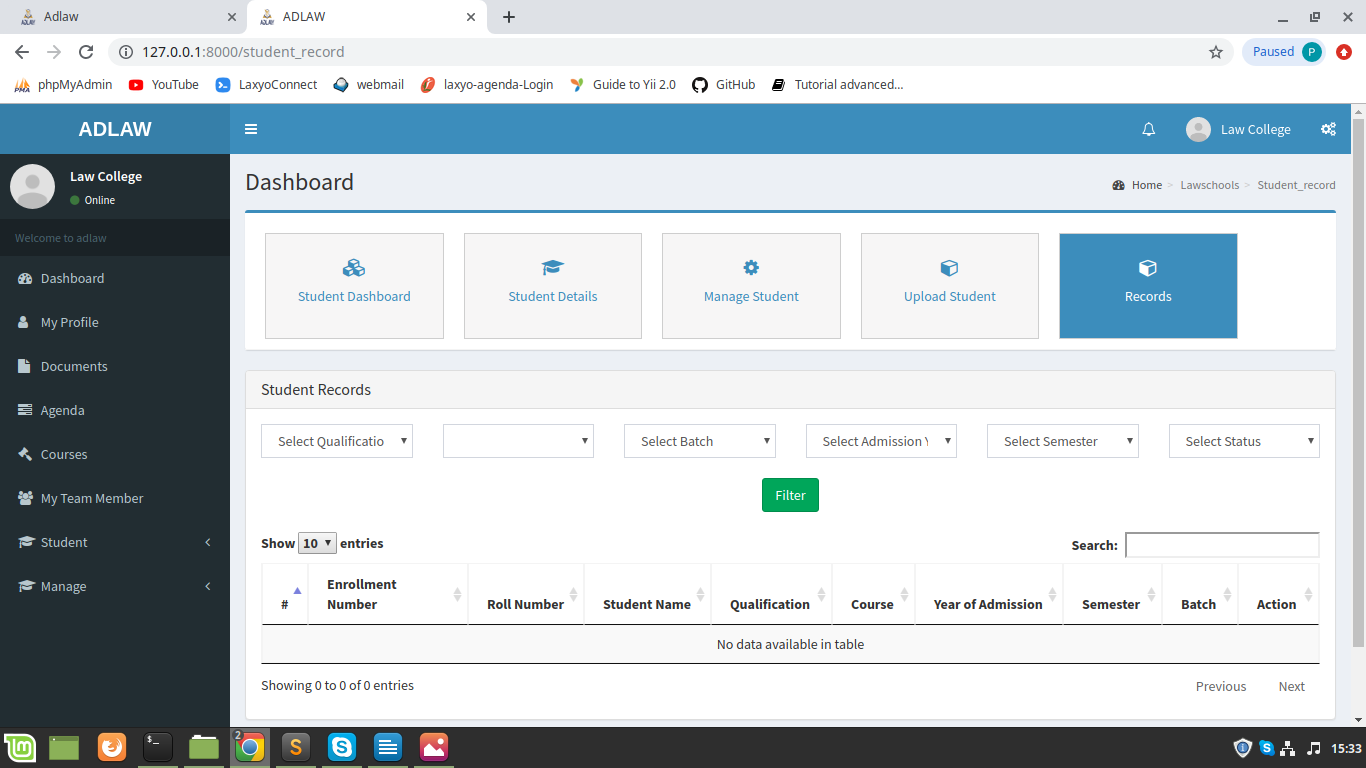 Adlaw
ADLAW
127.0.0.1:8000/student_record
Paused P
phpMyAdmin YouTube LaxyoConnect webmail laxyo-agenda-Login Guide to Yii 2.0 GitHub Tutorial advanced...
ADLAW
Law College
Law College
Online
Welcome to adlaw
Dashboard
My Profile
Documents
Agenda
Courses
My Team Member
Student
Manage
Dashboard
Home > Lawschools > Student_record
Student Dashboard
Student Details
Manage Student
Upload Student
Records
Student Records
Select Qualificatio
Select Batch
Select Admission Y
Select Semester
Select Status
Filter
Show 10 entries
Search:
# Enrollment Number Roll Number Student Name Qualification Course Year of Admission Semester Batch Action
No data available in table
Showing 0 to 0 of 0 entries
Previous Next
2
15:33